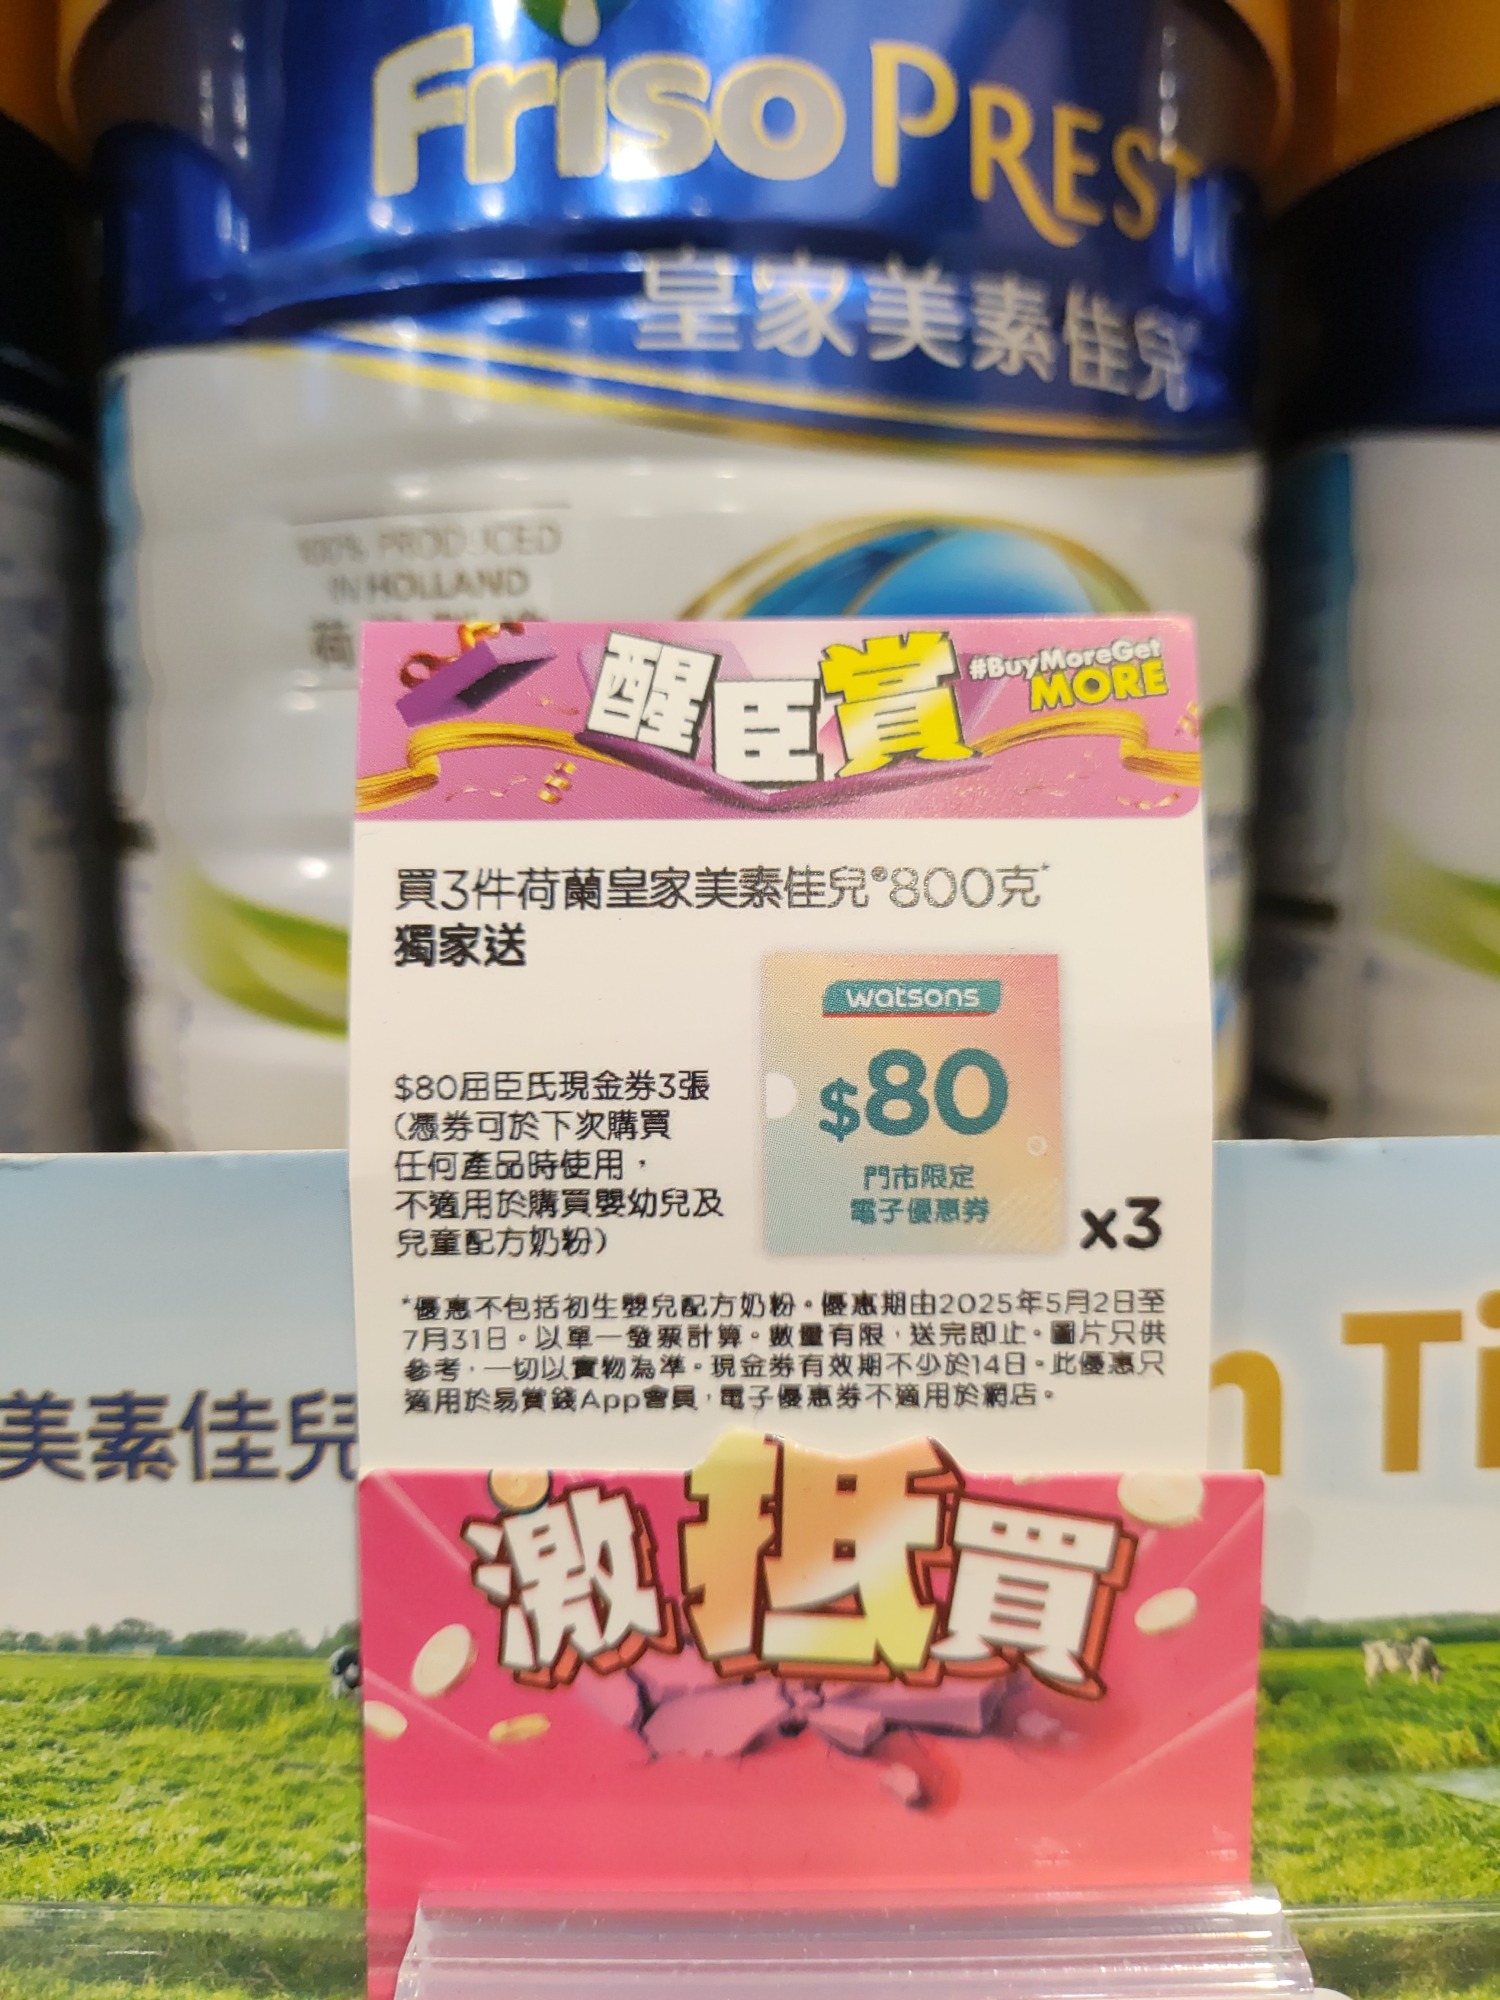 Friso PREST
皇家美素佳兒
100% PRODUCED
IN HOLLAND
荷
醒臣賞
#BuyMoreGet
MORE
買3件荷蘭皇家美素佳兒®800克*
獨家送
$80屈臣氏現金券3張
(憑券可於下次購買
任何產品時使用，
不適用於購買嬰幼兒及
兒童配方奶粉)
watsons
$80
門市限定
電子優惠券
x3
*優惠不包括初生嬰兒配方奶粉。優惠期由2025年5月2日至
7月31日。以單一發票計算。數量有限，送完即止。圖片只供
參考，一切以實物為準。現金券有效期不少於14日。此優惠只
適用於易賞錢App會員，電子優惠券不適用於網店。
美素佳兒
n Ti
激抵買